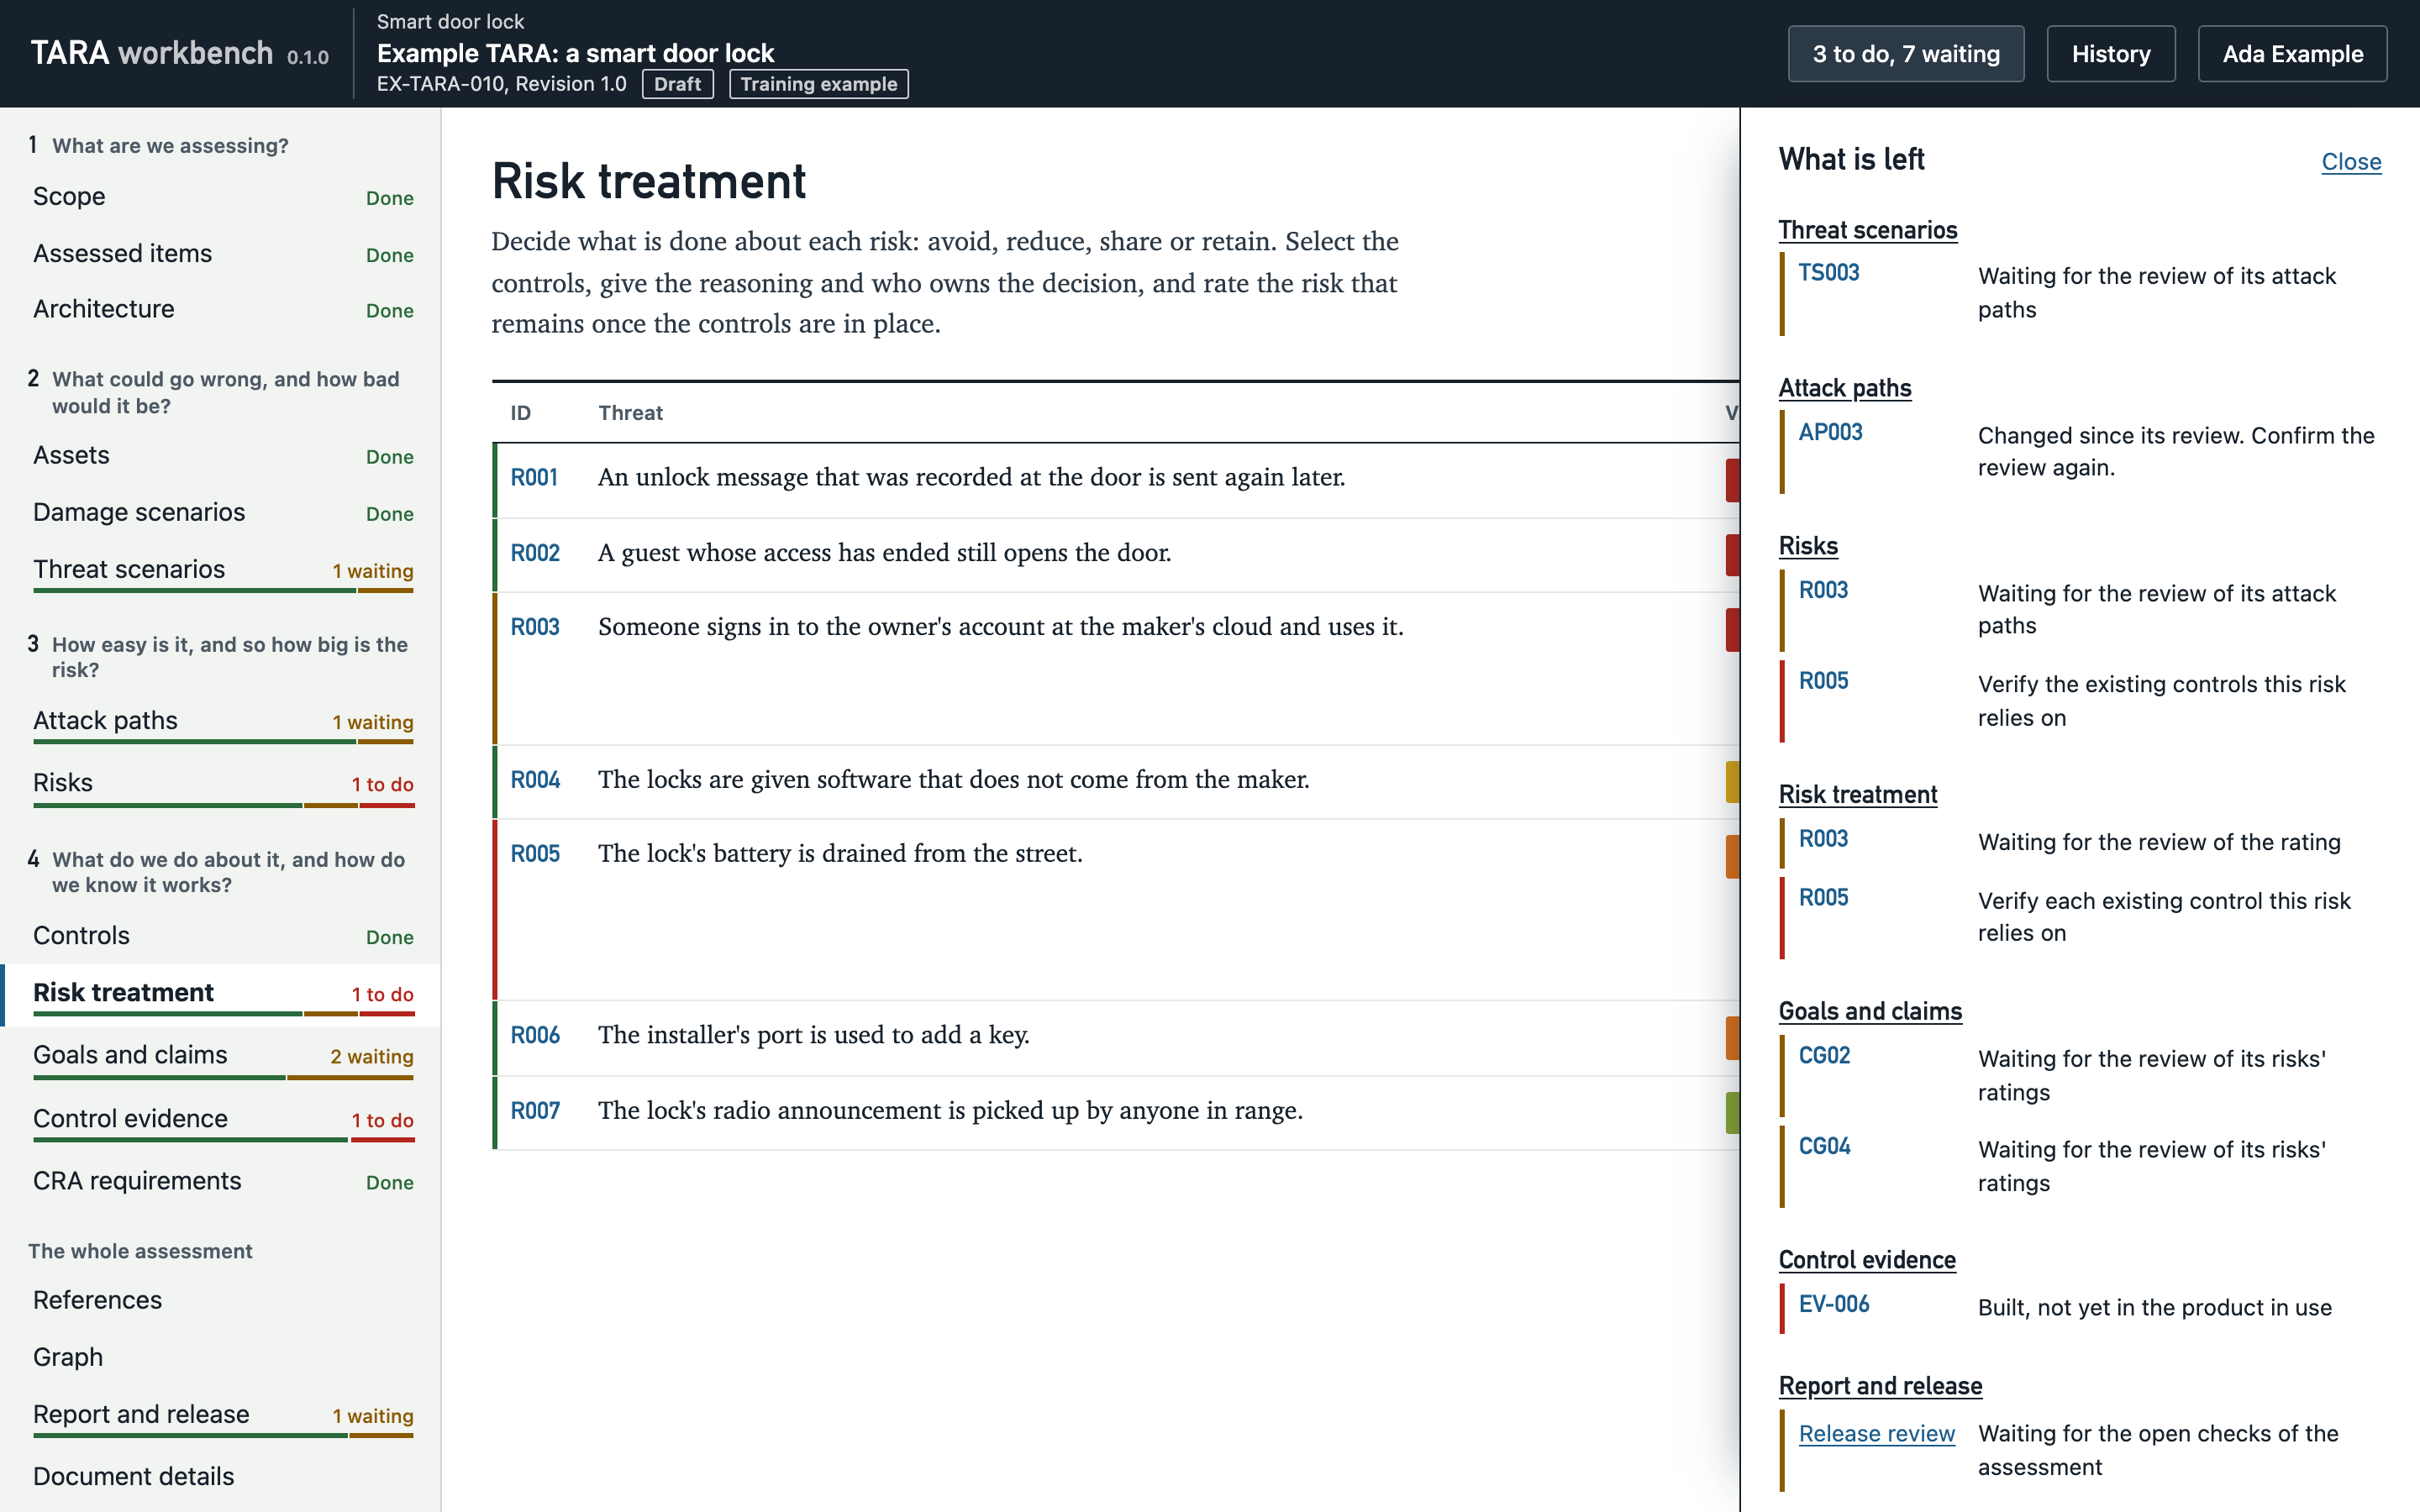 TARA workbench 0.1.0
Smart door lock
Example TARA: a smart door lock
EX-TARA-010, Revision 1.0 Draft Training example
3 to do, 7 waiting
History
Ada Example
1 What are we assessing?
Scope Done
Assessed items Done
Architecture Done
2 What could go wrong, and how bad
would it be?
Assets Done
Damage scenarios Done
Threat scenarios 1 waiting
3 How easy is it, and so how big is the
risk?
Attack paths 1 waiting
Risks 1 to do
4 What do we do about it, and how do
we know it works?
Controls Done
Risk treatment 1 to do
Goals and claims 2 waiting
Control evidence 1 to do
CRA requirements Done
The whole assessment
References
Graph
Report and release 1 waiting
Document details
Risk treatment
Decide what is done about each risk: avoid, reduce, share or retain. Select the
controls, give the reasoning and who owns the decision, and rate the risk that
remains once the controls are in place.
ID Threat V
R001 An unlock message that was recorded at the door is sent again later.
R002 A guest whose access has ended still opens the door.
R003 Someone signs in to the owner's account at the maker's cloud and uses it.
R004 The locks are given software that does not come from the maker.
R005 The lock's battery is drained from the street.
R006 The installer's port is used to add a key.
R007 The lock's radio announcement is picked up by anyone in range.
What is left Close
Threat scenarios
TS003 Waiting for the review of its attack
paths
Attack paths
AP003 Changed since its review. Confirm the
review again.
Risks
R003 Waiting for the review of its attack
paths
R005 Verify the existing controls this risk
relies on
Risk treatment
R003 Waiting for the review of the rating
R005 Verify each existing control this risk
relies on
Goals and claims
CG02 Waiting for the review of its risks'
ratings
CG04 Waiting for the review of its risks'
ratings
Control evidence
EV-006 Built, not yet in the product in use
Report and release
Release review Waiting for the open checks of the
assessment